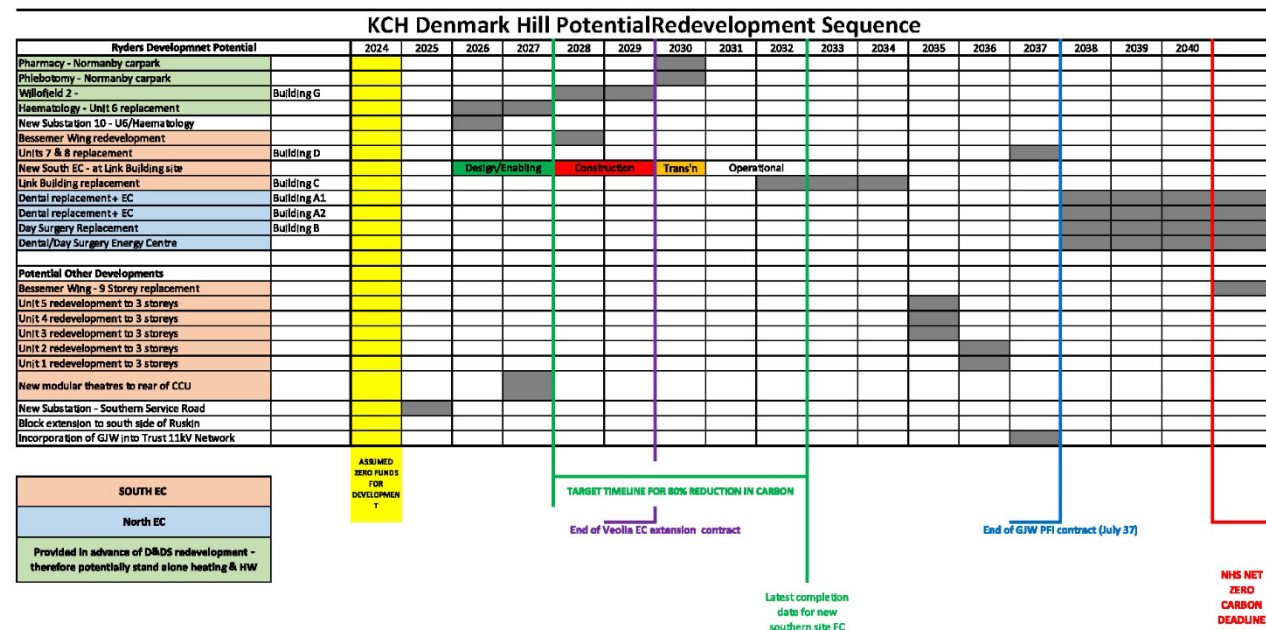 KCH Denmark Hill PotentialRedevelopment Sequence
Ryders Developmnet Potential 2024 2025 2026 2027 2028 2029 2030 2031 2032 2033 2034 2035 2036 2037 2038 2039 2040
Pharmacy - Normanby carpark
Phlebotomy - Normanby carpark
Willofield 2 - Building G
Haematology - Unit 6 replacement
New Substation 10 - U6/Haematology
Bessemer Wing redevelopment
Units 7 & 8 replacement Building D
New South EC - at Link Building site Design/Enabling Construction Trans'n Operational
Link Building replacement Building C
Dental replacement+ EC Building A1
Dental replacement+ EC Building A2
Day Surgery Replacement Building B
Dental/Day Surgery Energy Centre
Potential Other Developments
Bessemer Wing - 9 Storey replacement
Unit 5 redevelopment to 3 storeys
Unit 4 redevelopment to 3 storeys
Unit 3 redevelopment to 3 storeys
Unit 2 redevelopment to 3 storeys
Unit 1 redevelopment to 3 storeys
New modular theatres to rear of CCU
New Substation - Southern Service Road
Block extension to south side of Ruskin
Incorporation of GJW into Trust 11kV Network
ASSUMED
ZERO FUNDS
FOR
DEVELOPMEN
T
SOUTH EC
North EC
Provided in advance of D&DS redevelopment -
therefore potentially stand alone heating & HW
TARGET TIMELINE FOR 80% REDUCTION IN CARBON
End of Veolia EC extension contract
End of GJW PFI contract (July 37)
Latest completion
date for new
southern site EC
NHS NET
ZERO
CARBON
DEADLINE